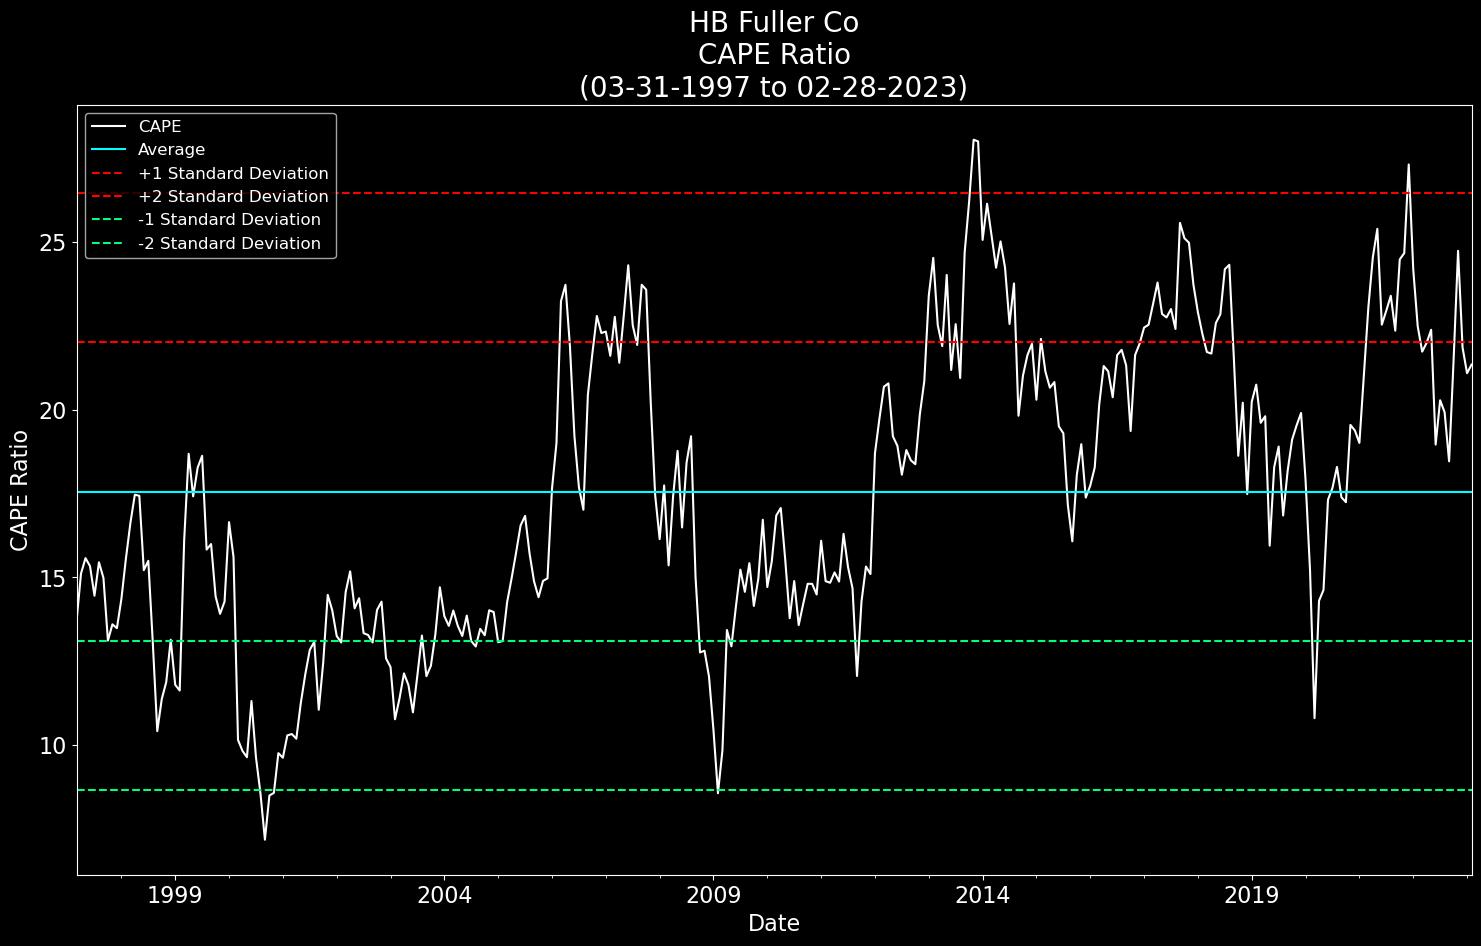 HB Fuller Co
CAPE Ratio
(03-31-1997 to 02-28-2023)
CAPE
Average
+1 Standard Deviation
+2 Standard Deviation
-1 Standard Deviation
-2 Standard Deviation
25
20
15
10
CAPE Ratio
1999 2004 2009 2014 2019
Date